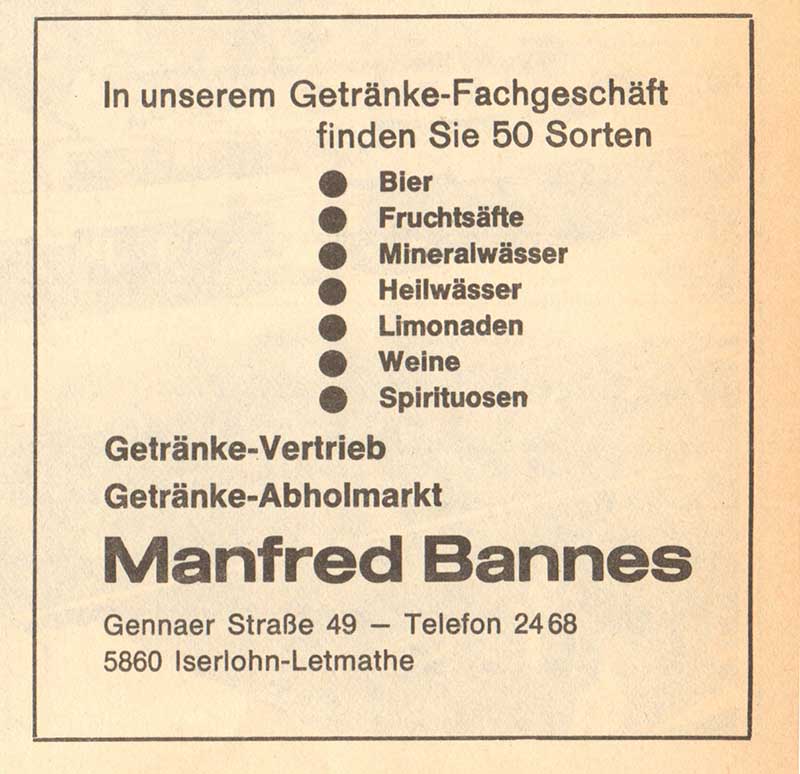 In unserem Getränke-Fachgeschäft
finden Sie 50 Sorten
● Bier
● Fruchtsäfte
● Mineralwässer
● Heilwässer
● Limonaden
● Weine
● Spirituosen
Getränke-Vertrieb
Getränke-Abholmarkt
Manfred Bannes
Gennaer Straße 49 – Telefon 2468
5860 Iserlohn-Letmathe